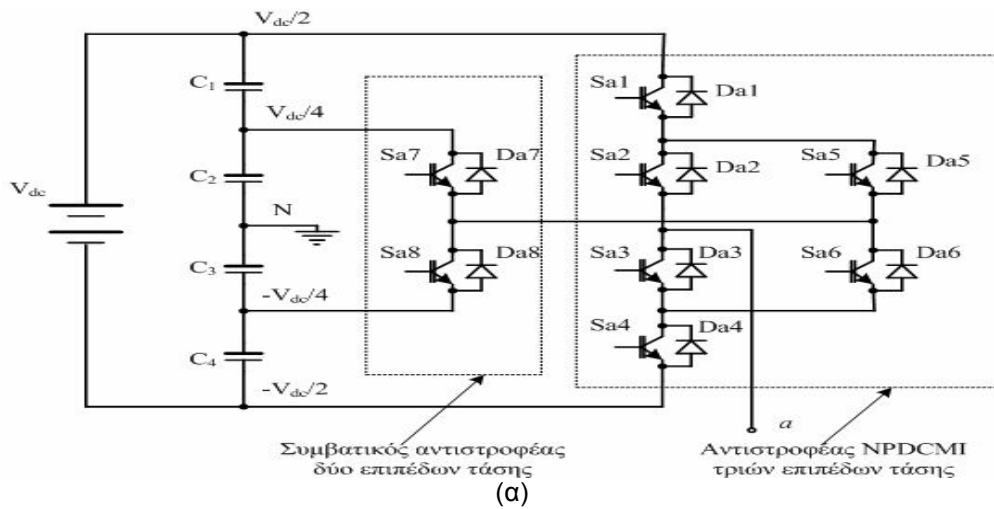 Vdc/2
C1
Sa1
Da1
Vdc/4
Sa7
Da7
Sa2
Da2
Sa5
Da5
C2
Vdc
N
C3
Sa8
Da8
Sa3
Da3
Sa6
Da6
-Vdc/4
Sa4
Da4
C4
-Vdc/2
a
Συμβατικός αντιστροφέας
δύο επιπέδων τάσης
Αντιστροφέας NPDCMI
τριών επιπέδων τάσης
(α)